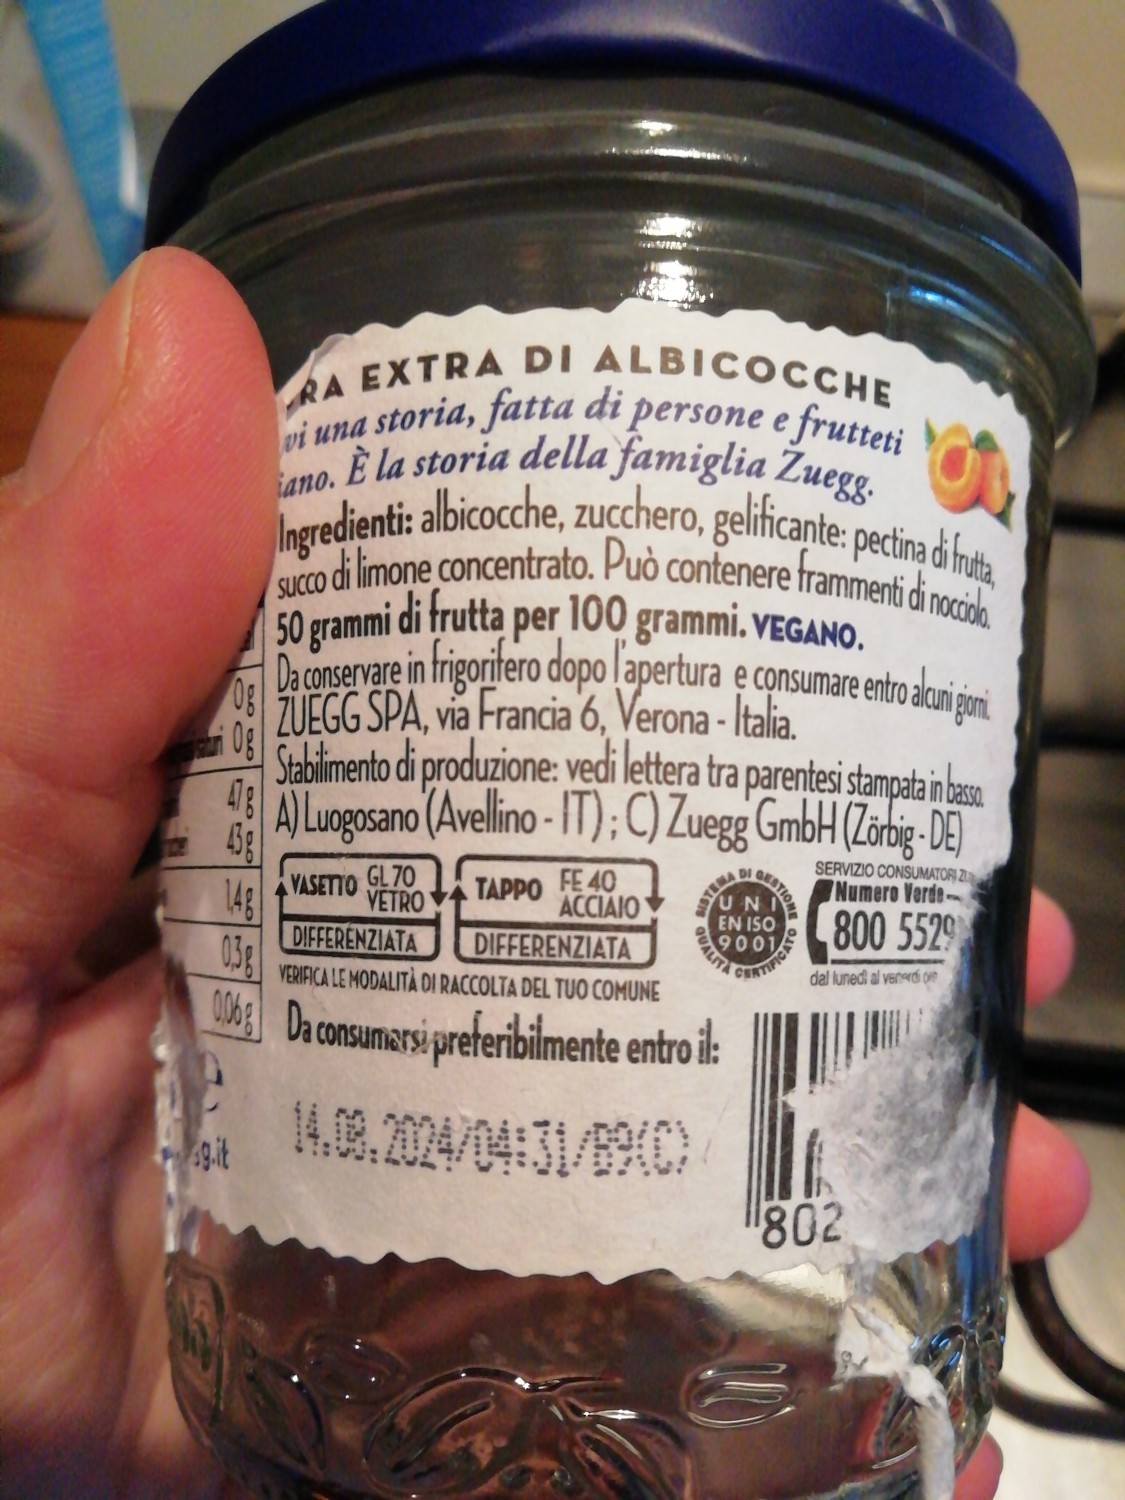 RA EXTRA DI ALBICOCCHE
vi una storia, fatta di persone e frutteti
iano. È la storia della famiglia Zuegg.
Ingredienti: albicocche, zucchero, gelificante: pectina di frutta,
succo di limone concentrato. Può contenere frammenti di nocciolo.
50 grammi di frutta per 100 grammi. VEGANO.
Da conservare in frigorifero dopo l'apertura e consumare entro alcuni giorni.
ZUEGG SPA, via Francia 6, Verona - Italia.
Stabilimento di produzione: vedi lettera tra parentesi stampata in basso.
A) Luogosano (Avellino - IT) ; C) Zuegg GmbH (Zörbig - DE)
0g
0g
47g
43g
1,4g
0,3g
0,06g
VASETTO GL 70
VETRO
DIFFERENZIATA
TAPPO FE 40
ACCIAIO
DIFFERENZIATA
VERIFICA LE MODALITÀ DI RACCOLTA DEL TUO COMUNE
SISTEMA DI GESTIONE
UNI
EN ISO
9001
QUALITÀ CERTIFICATO
SERVIZIO CONSUMATORI
Numero Verde
800 5529
dal lunedì al venerdì
Da consumarsi preferibilmente entro il:
14.08.2024/04:31/89(C)
g.it
802